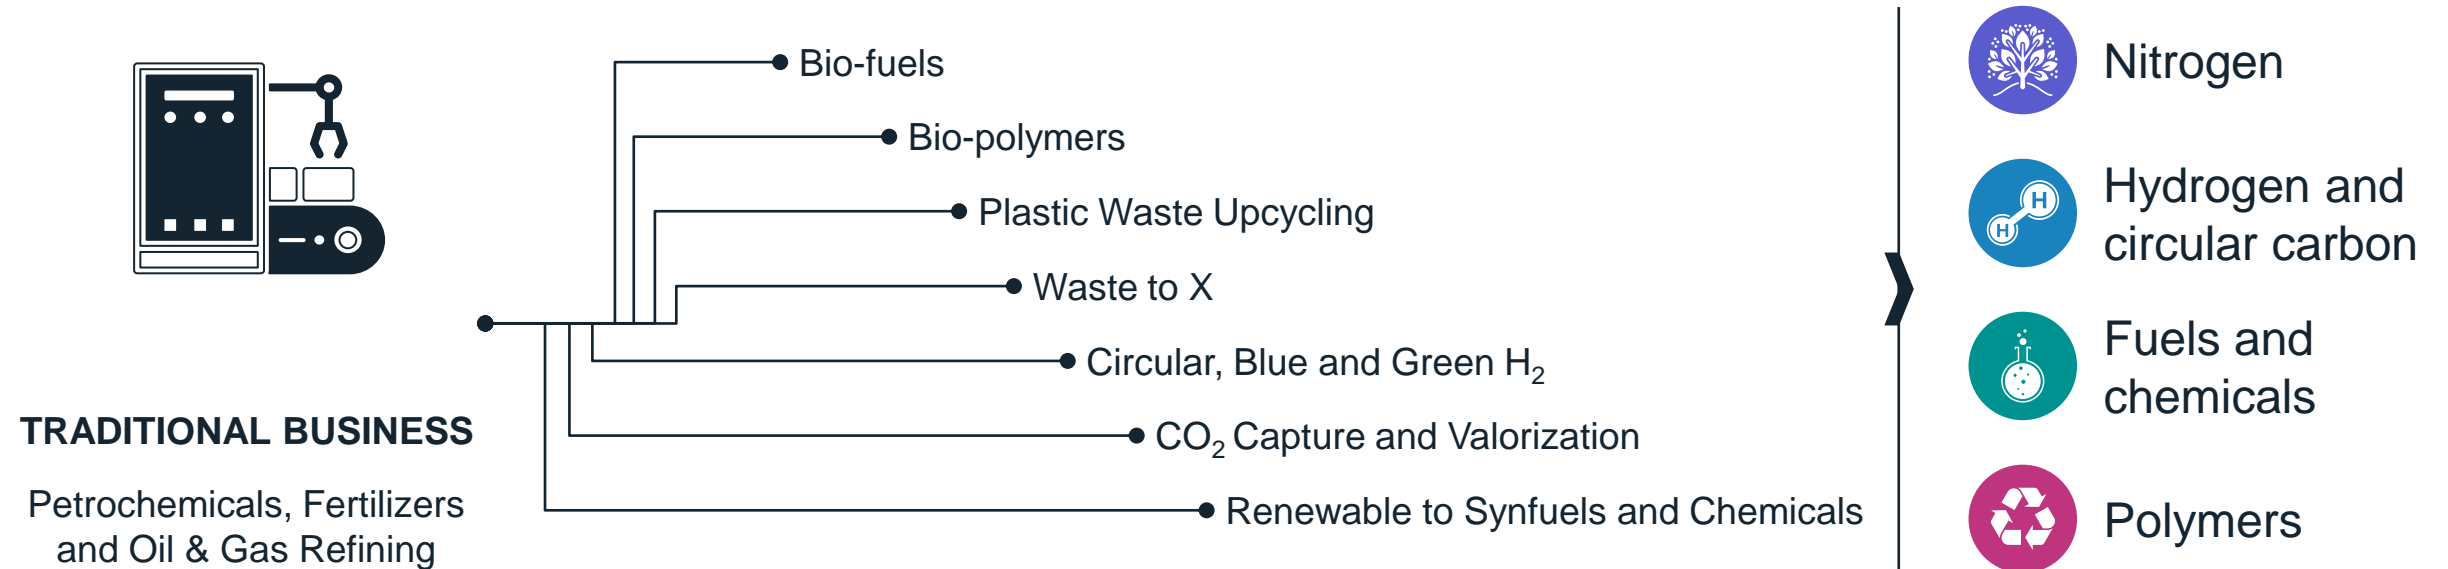 TRADITIONAL BUSINESS
Petrochemicals, Fertilizers
and Oil & Gas Refining
Bio-fuels
Bio-polymers
Plastic Waste Upcycling
Waste to X
Circular, Blue and Green H₂
CO₂ Capture and Valorization
Renewable to Synfuels and Chemicals
Nitrogen
H
H
Hydrogen and
circular carbon
Fuels and
chemicals
Polymers